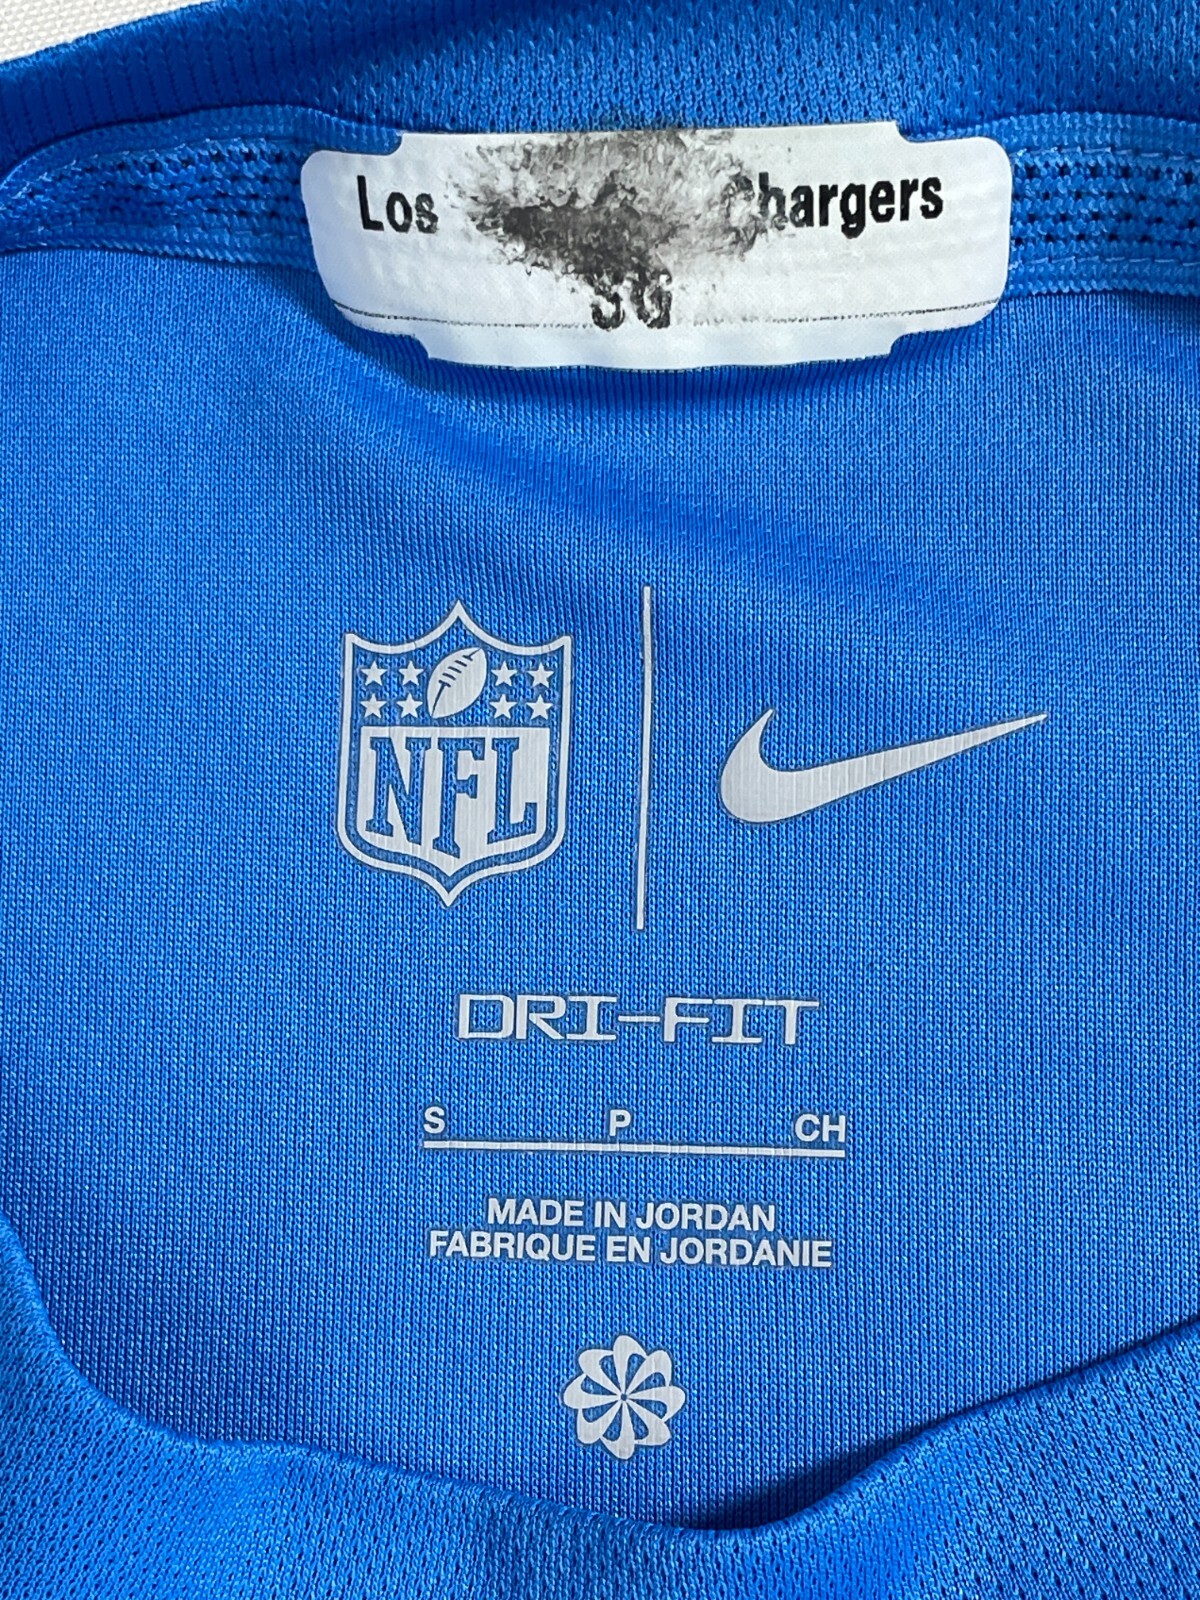 Los Chargers
NFL
DRI-FIT
S P CH
MADE IN JORDAN
FABRIQUE EN JORDANIE